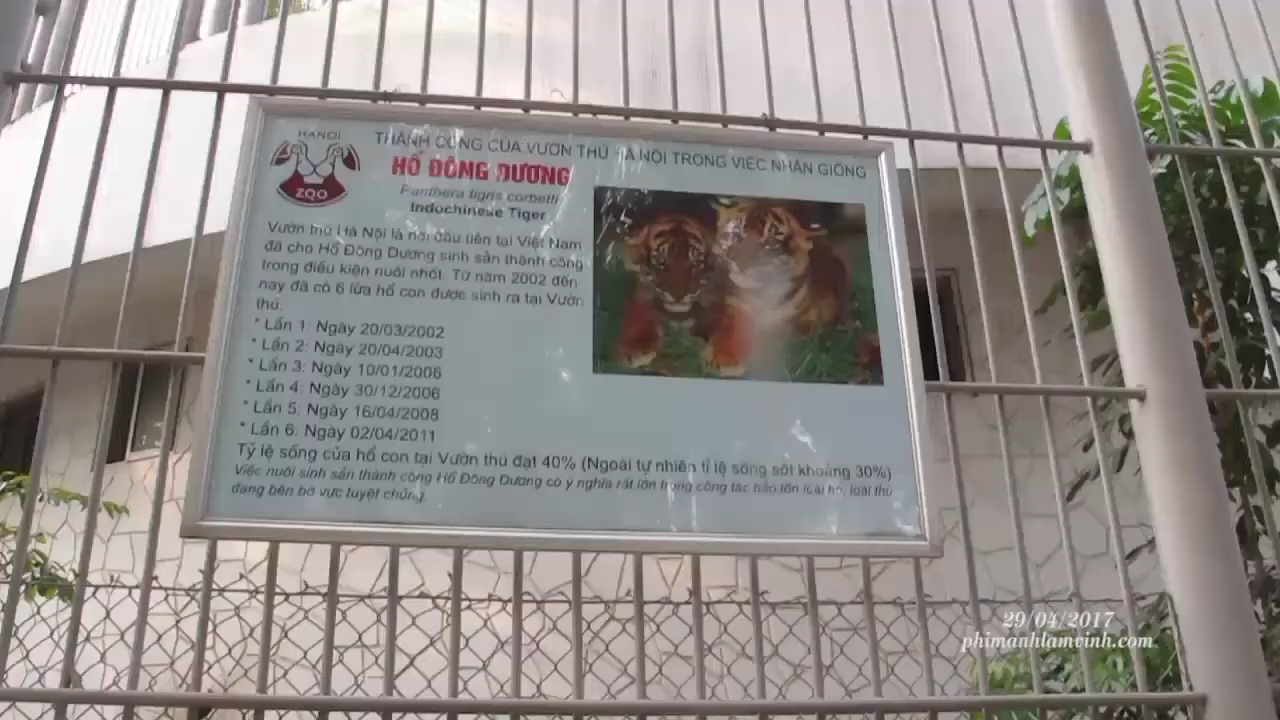 HANOI
ZOO
THÀNH CÔNG CỦA VƯỜN THÚ HÀ NỘI TRONG VIỆC NHÂN GIỐNG
HỔ ĐÔNG DƯƠNG
Panthera tigris corbetti
Indochinese Tiger
Vườn thú Hà Nội là nơi đầu tiên tại Việt Nam
đã cho Hổ Đông Dương sinh sản thành công
trong điều kiện nuôi nhốt. Từ năm 2002 đến
nay đã có 6 lứa hổ con được sinh ra tại Vườn
thú.
* Lần 1: Ngày 20/03/2002
* Lần 2: Ngày 20/04/2003
* Lần 3: Ngày 10/01/2006
* Lần 4: Ngày 30/12/2006
* Lần 5: Ngày 16/04/2008
* Lần 6: Ngày 02/04/2011
Tỷ lệ sống của hổ con tại Vườn thú đạt 40% (Ngoài tự nhiên tỉ lệ sống sót khoảng 30%)
Việc nuôi sinh sản thành công Hổ Đông Dương có ý nghĩa rất lớn trong công tác bảo tồn loài hổ, loài thú
đang bên bờ vực tuyệt chủng.
29/04/2017
phimanhlamvinh.com